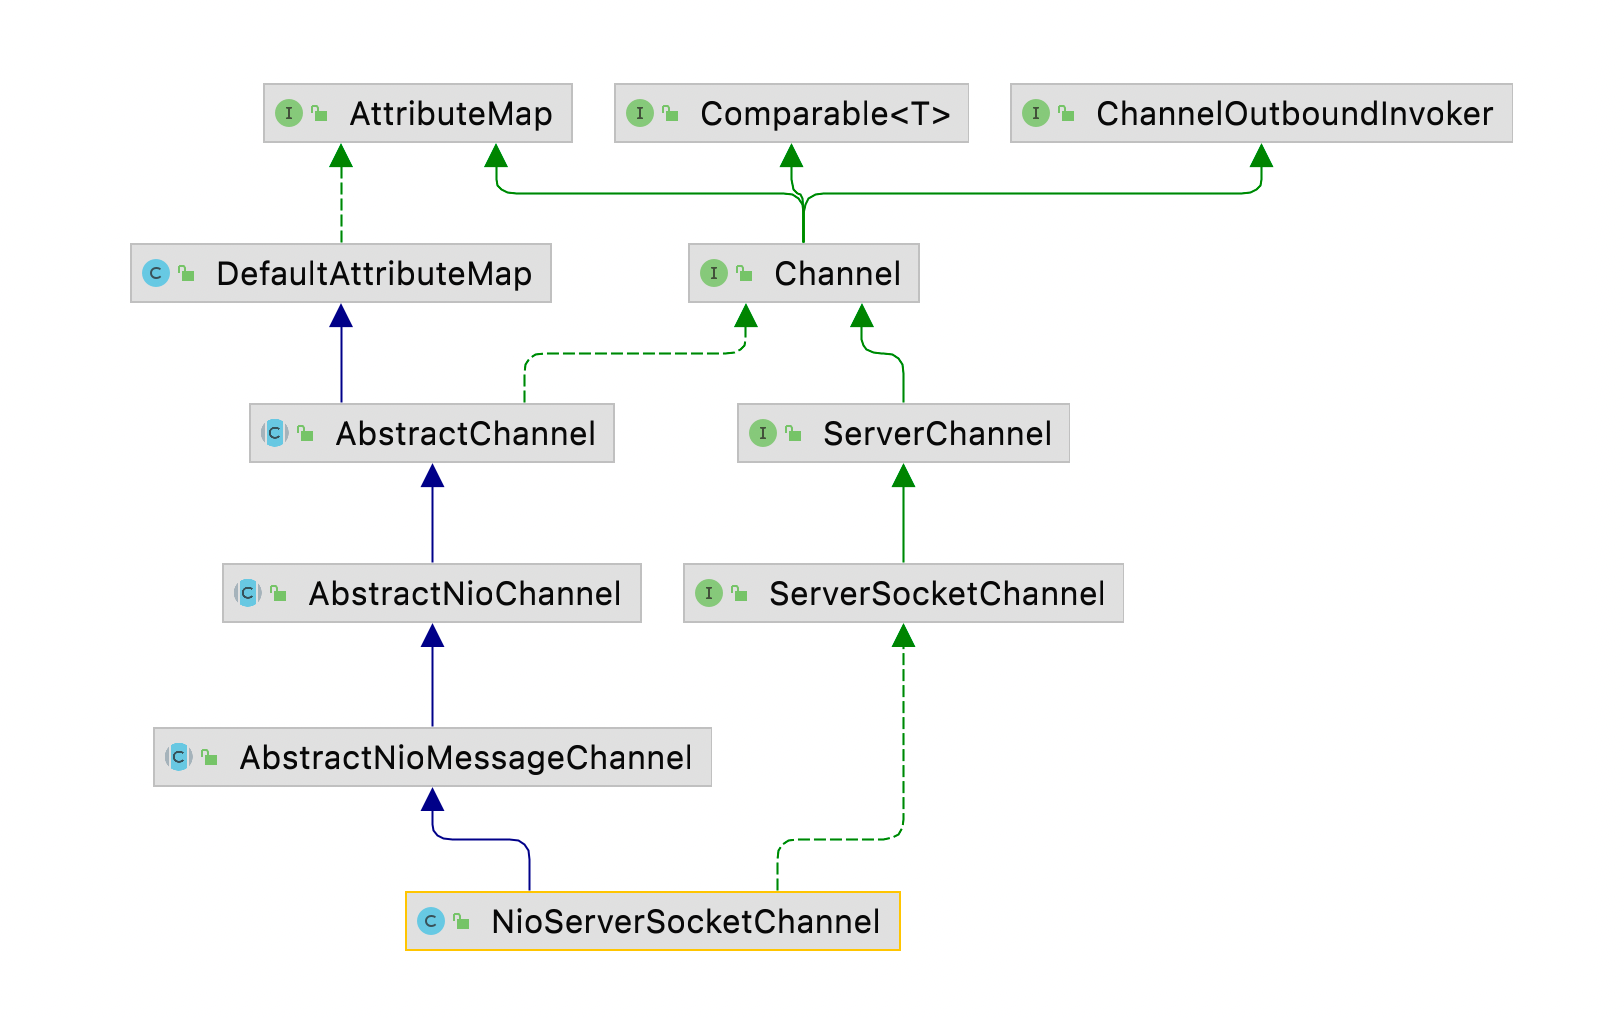 I AttributeMap
I Comparable<T>
I ChannelOutboundInvoker
C DefaultAttributeMap
I Channel
C AbstractChannel
I ServerChannel
C AbstractNioChannel
I ServerSocketChannel
C AbstractNioMessageChannel
C NioServerSocketChannel